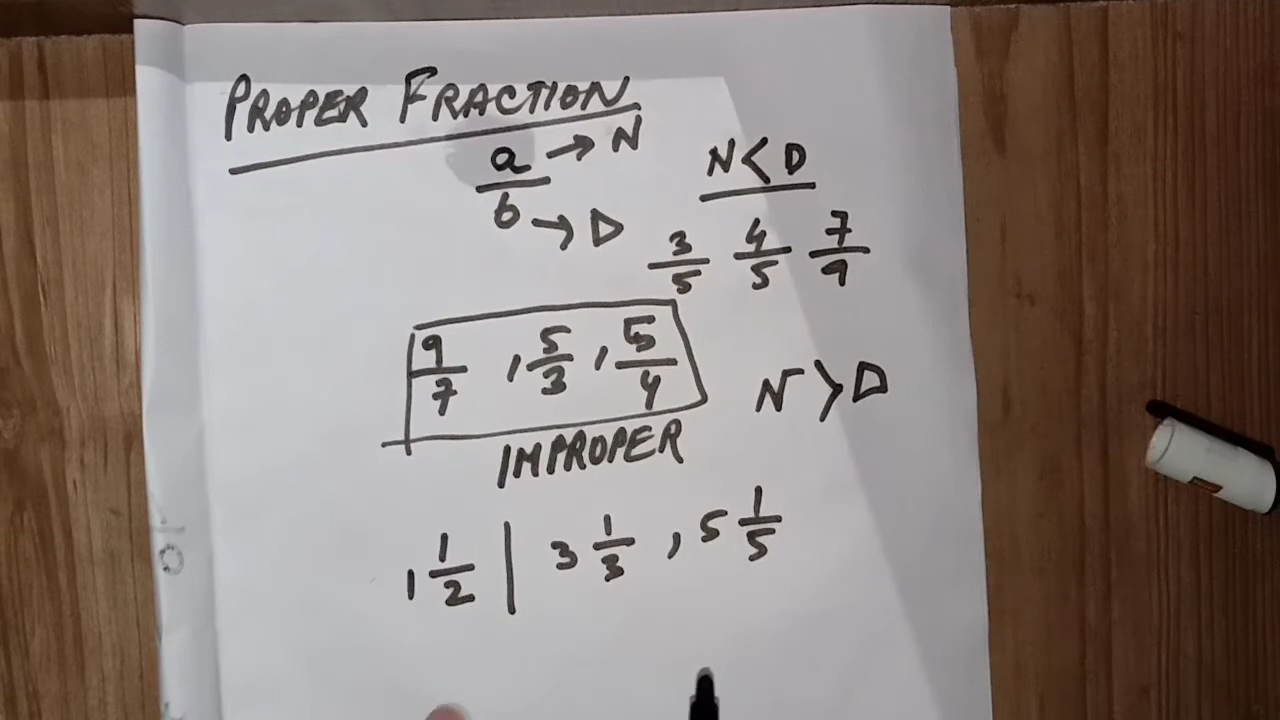 PROPER FRACTION
a/b → N → D
N < D
3/5 4/5 7/9
9/7 , 5/3 , 5/4
N > D
IMPROPER
1 1/2 | 3 1/3 , 5 1/5